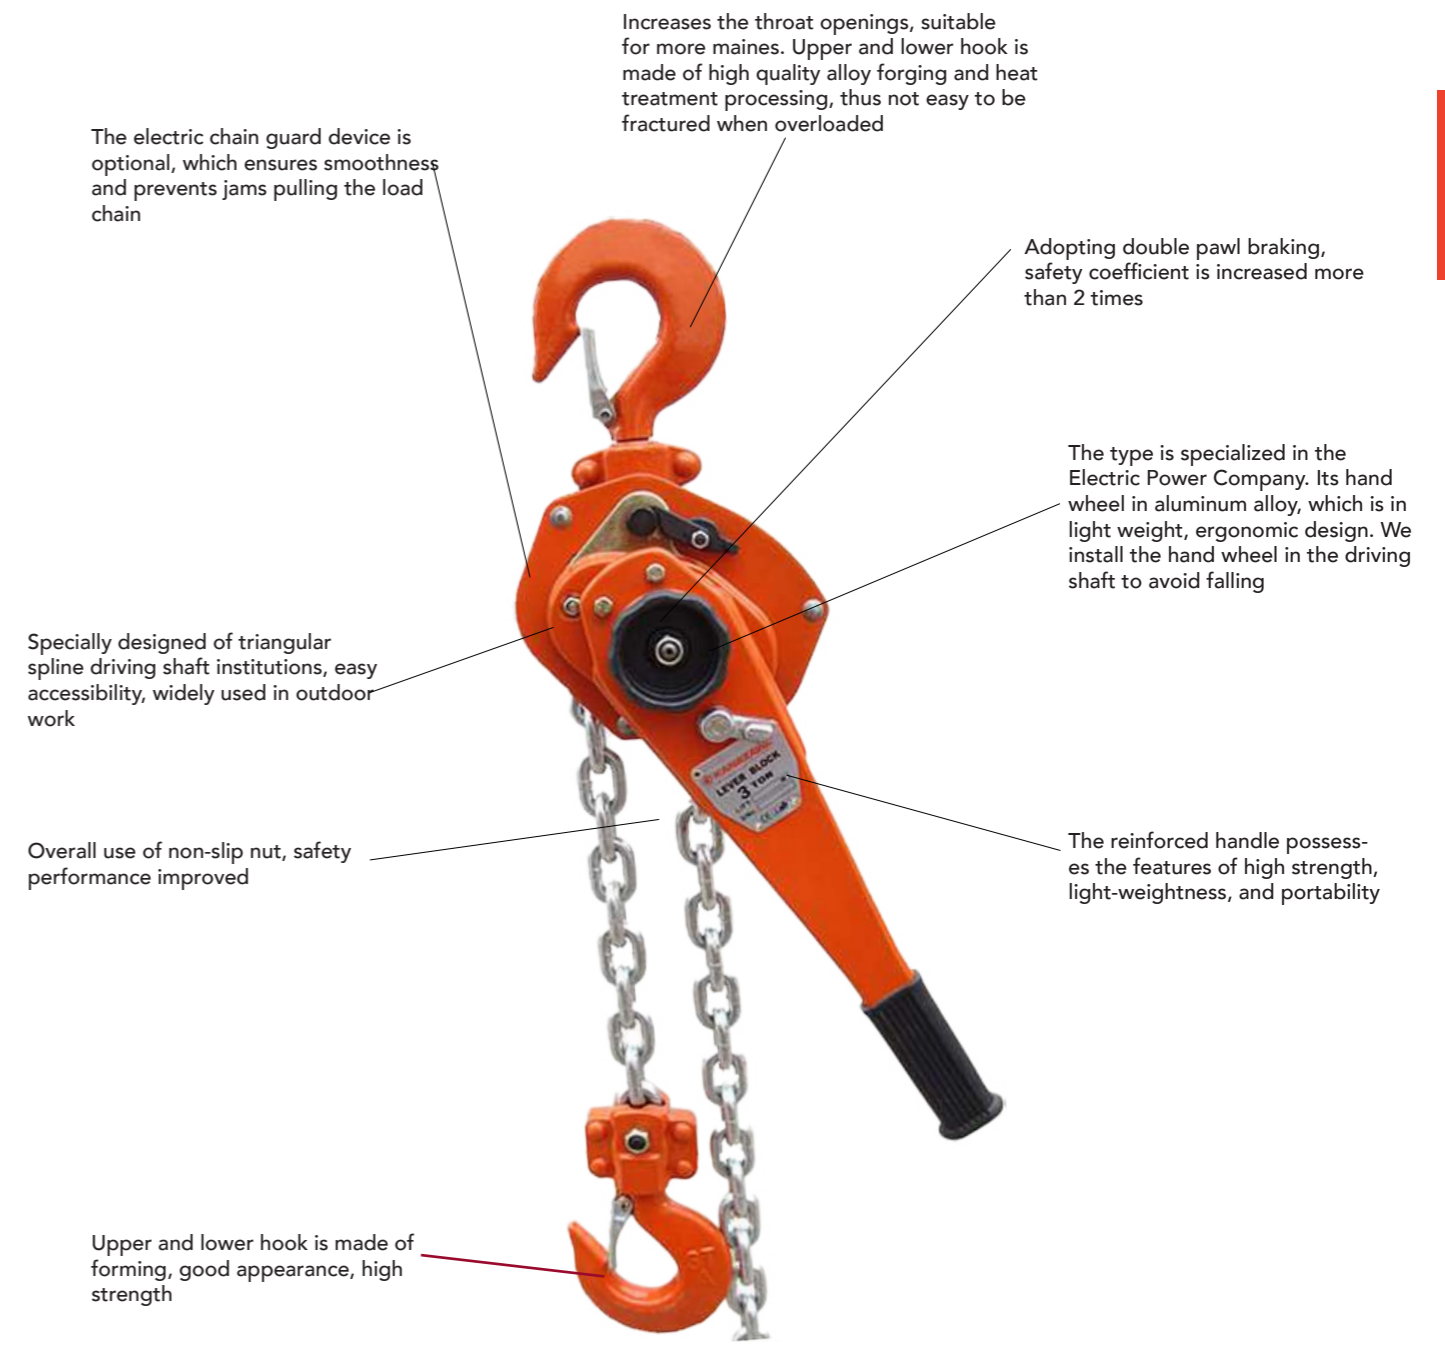 Increases the throat openings, suitable
for more maines. Upper and lower hook is
made of high quality alloy forging and heat
treatment processing, thus not easy to be
fractured when overloaded
The electric chain guard device is
optional, which ensures smoothness
and prevents jams pulling the load
chain
Adopting double pawl braking,
safety coefficient is increased more
than 2 times
The type is specialized in the
Electric Power Company. Its hand
wheel in aluminum alloy, which is in
light weight, ergonomic design. We
install the hand wheel in the driving
shaft to avoid falling
Specially designed of triangular
spline driving shaft institutions, easy
accessibility, widely used in outdoor
work
LEVER BLOCK
3 TON
Overall use of non-slip nut, safety
performance improved
The reinforced handle possess-
es the features of high strength,
light-weightness, and portability
Upper and lower hook is made of
forming, good appearance, high
strength